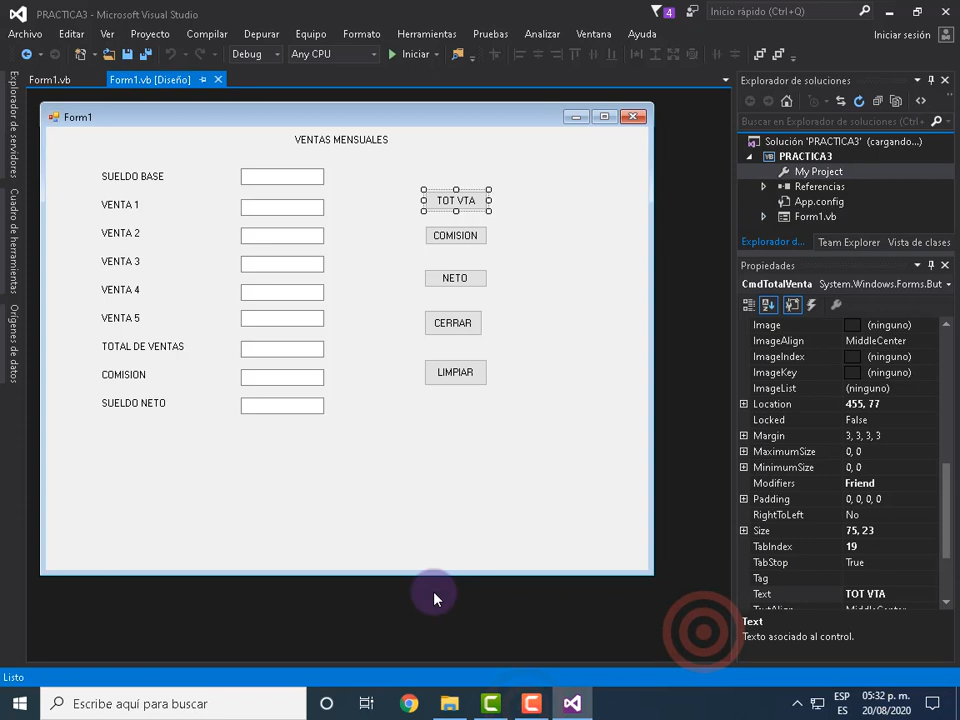 PRACTICA3 - Microsoft Visual Studio
4
Inicio rápido (Ctrl+Q)
Archivo Editar Ver Proyecto Compilar Depurar Equipo Formato Herramientas Pruebas Analizar Ventana Ayuda
Iniciar sesión
Debug Any CPU Iniciar
Explorador de servidores
Cuadro de herramientas
Orígenes de datos
Form1.vb
Form1.vb [Diseño]
Form1
VENTAS MENSUALES
SUELDO BASE
VENTA 1
VENTA 2
VENTA 3
VENTA 4
VENTA 5
TOTAL DE VENTAS
COMISION
SUELDO NETO
TOT VTA
COMISION
NETO
CERRAR
LIMPIAR
Explorador de soluciones
Buscar en Explorador de soluciones (Ctrl+
Solución 'PRACTICA3' (cargando...)
VB PRACTICA3
My Project
Referencias
App.config
Form1.vb
Explorador d... Team Explorer Vista de clases
Propiedades
CmdTotalVenta System.Windows.Forms.But
Image (ninguno)
ImageAlign MiddleCenter
ImageIndex (ninguno)
ImageKey (ninguno)
ImageList (ninguno)
Location 455, 77
Locked False
Margin 3, 3, 3, 3
MaximumSize 0, 0
MinimumSize 0, 0
Modifiers Friend
Padding 0, 0, 0, 0
RightToLeft No
Size 75, 23
TabIndex 19
TabStop True
Tag
Text TOT VTA
TextAlign MiddleCenter
Text
Texto asociado al control.
Listo
Escribe aquí para buscar
ESP
ES
05:32 p. m.
20/08/2020